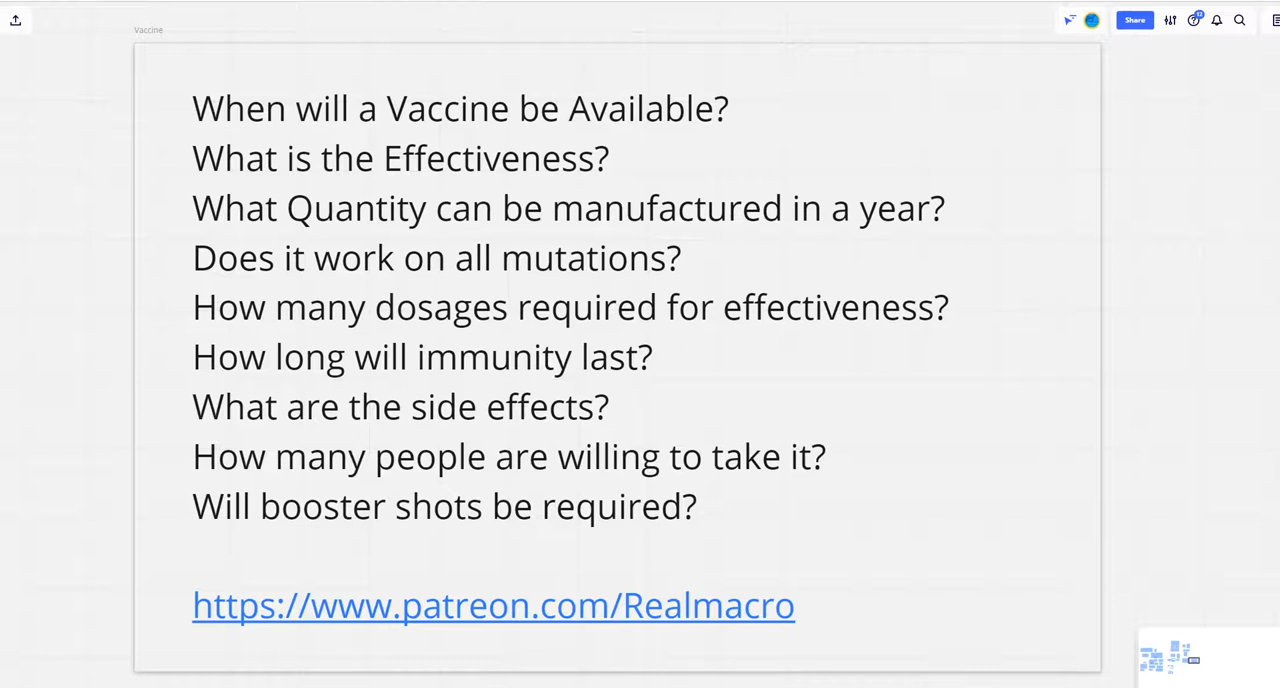 Vaccine
Share
12
When will a Vaccine be Available?
What is the Effectiveness?
What Quantity can be manufactured in a year?
Does it work on all mutations?
How many dosages required for effectiveness?
How long will immunity last?
What are the side effects?
How many people are willing to take it?
Will booster shots be required?
https://www.patreon.com/Realmacro